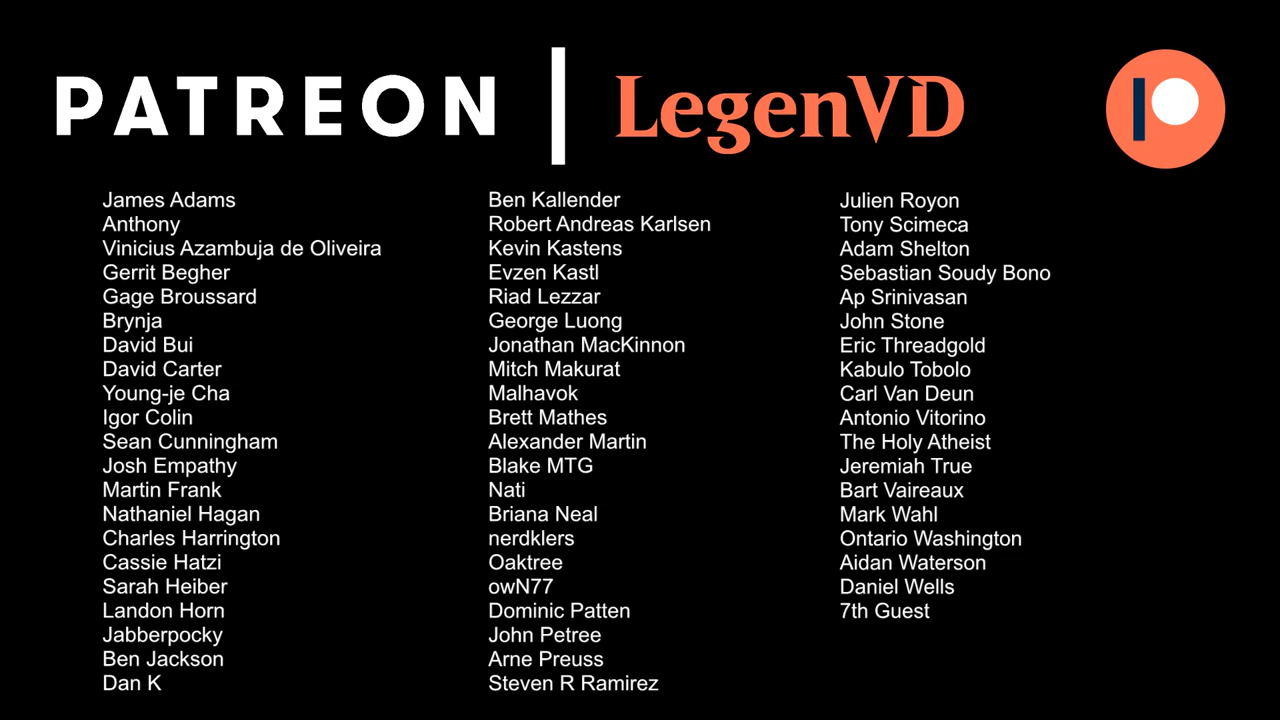 PATREON | LegenVD
James Adams
Anthony
Vinicius Azambuja de Oliveira
Gerrit Begher
Gage Broussard
Brynja
David Bui
David Carter
Young-je Cha
Igor Colin
Sean Cunningham
Josh Empathy
Martin Frank
Nathaniel Hagan
Charles Harrington
Cassie Hatzi
Sarah Heiber
Landon Horn
Jabberpocky
Ben Jackson
Dan K
Ben Kallender
Robert Andreas Karlsen
Kevin Kastens
Evzen Kastl
Riad Lezzar
George Luong
Jonathan MacKinnon
Mitch Makurat
Malhavok
Brett Mathes
Alexander Martin
Blake MTG
Nati
Briana Neal
nerdklers
Oaktree
owN77
Dominic Patten
John Petree
Arne Preuss
Steven R Ramirez
Julien Royon
Tony Scimeca
Adam Shelton
Sebastian Soudy Bono
Ap Srinivasan
John Stone
Eric Threadgold
Kabulo Tobolo
Carl Van Deun
Antonio Vitorino
The Holy Atheist
Jeremiah True
Bart Vaireaux
Mark Wahl
Ontario Washington
Aidan Waterson
Daniel Wells
7th Guest